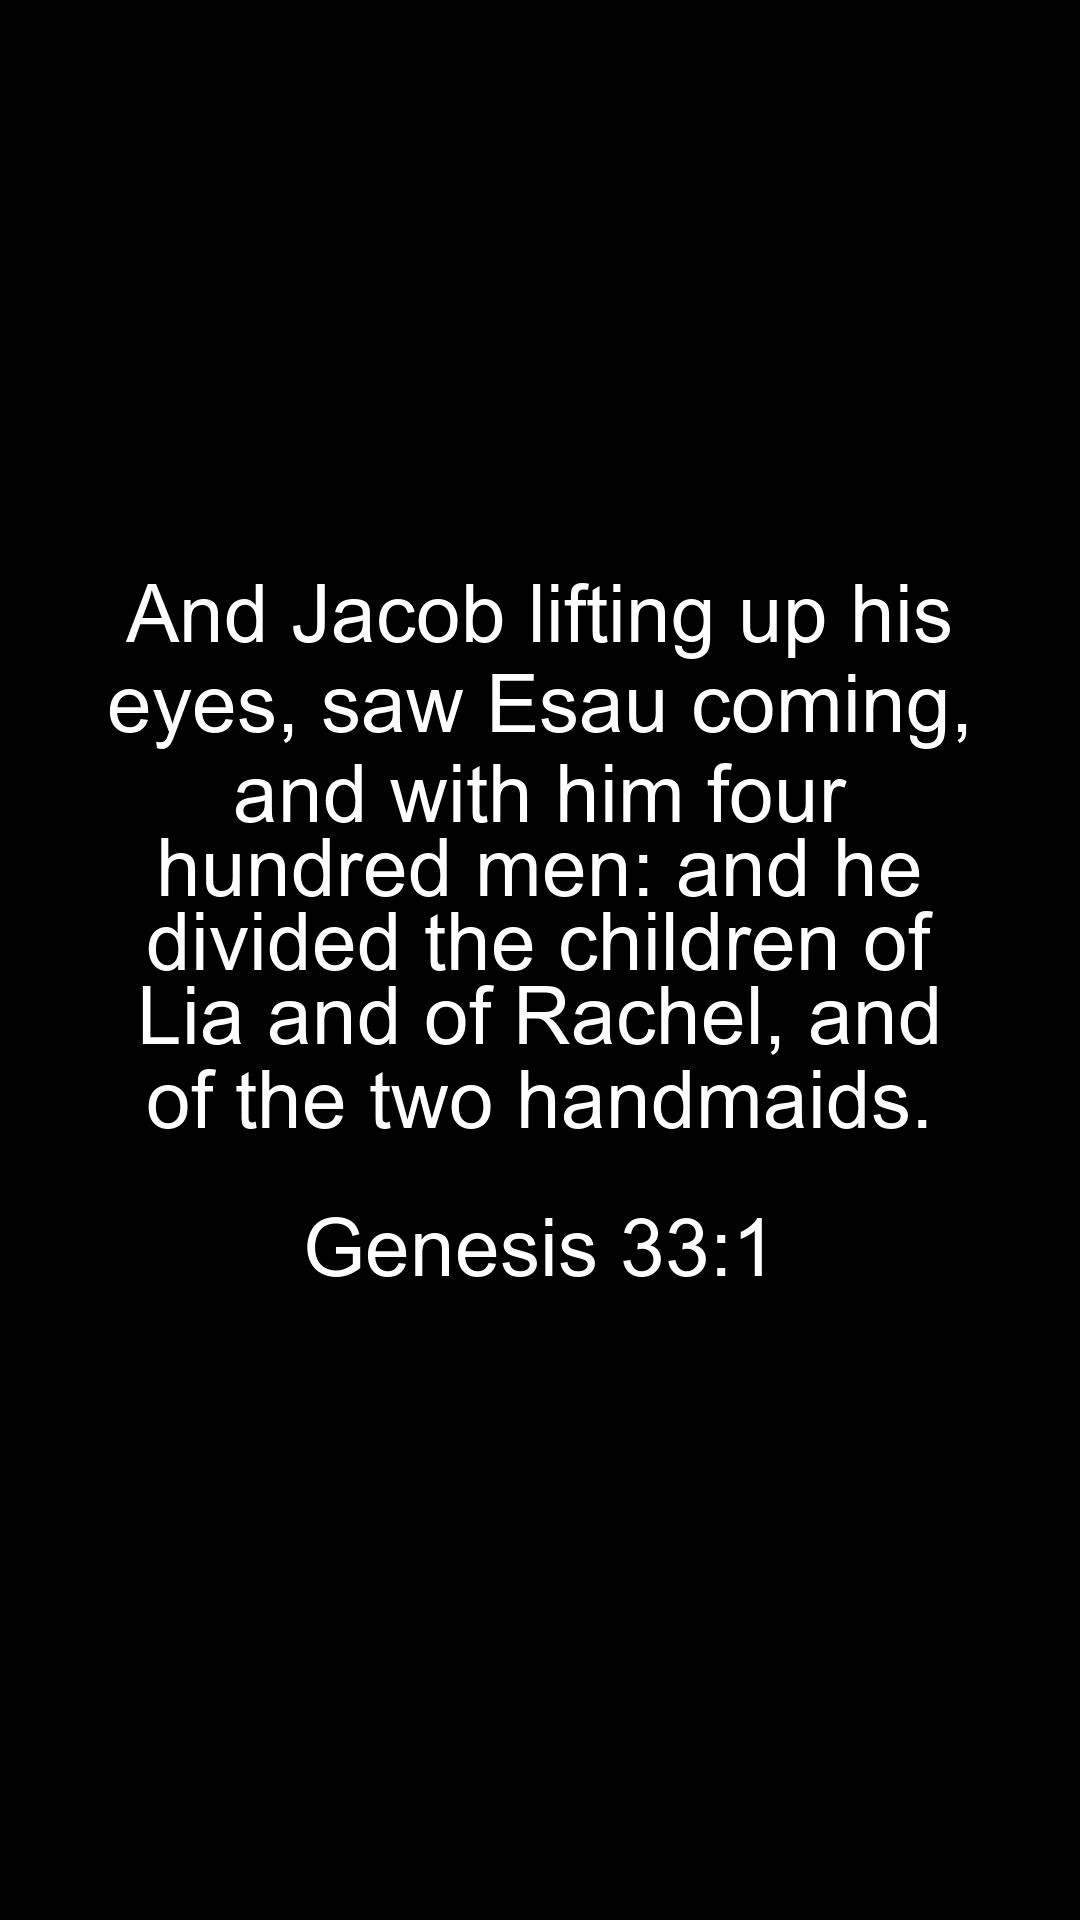 And Jacob lifting up his
eyes, saw Esau coming,
and with him four
hundred men: and he
divided the children of
Lia and of Rachel, and
of the two handmaids.
Genesis 33:1